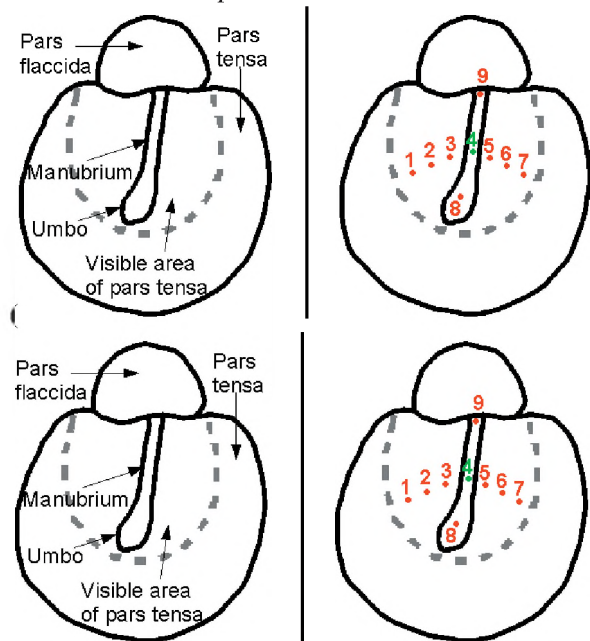 Pars
flaccida
Pars
tensa
Manubrium
Umbo
Visible area
of pars tensa
9
4
1 2 3 5 6 7
8
Pars
flaccida
Pars
tensa
Manubrium
Umbo
Visible area
of pars tensa
9
4
1 2 3 5 6 7
8